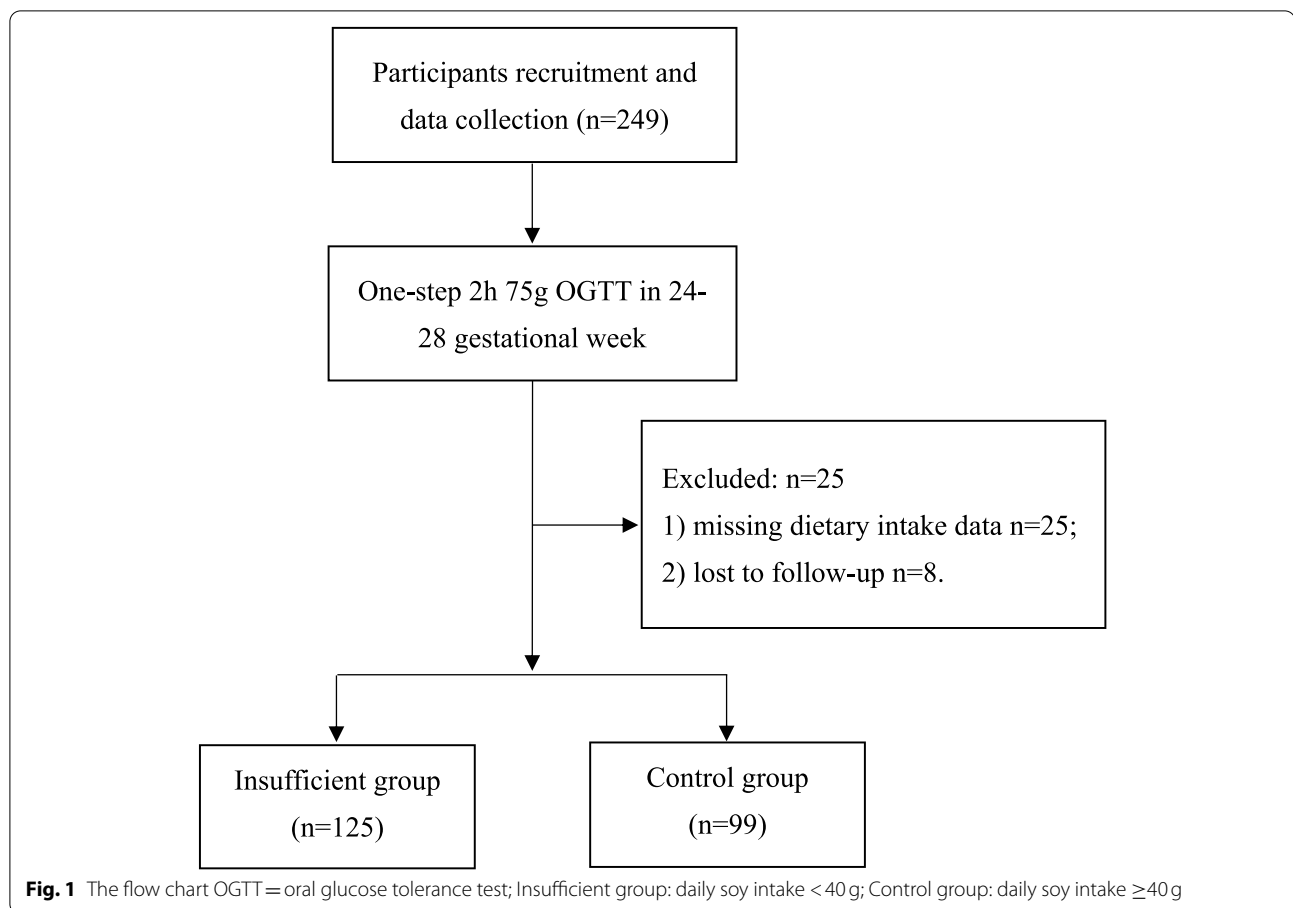 Participants recruitment and
data collection (n=249)
One-step 2h 75g OGTT in 24-
28 gestational week
Excluded: n=25
1) missing dietary intake data n=25;
2) lost to follow-up n=8.
Insufficient group
(n=125)
Control group
(n=99)
Fig. 1 The flow chart OGTT = oral glucose tolerance test; Insufficient group: daily soy intake < 40 g; Control group: daily soy intake ≥40 g